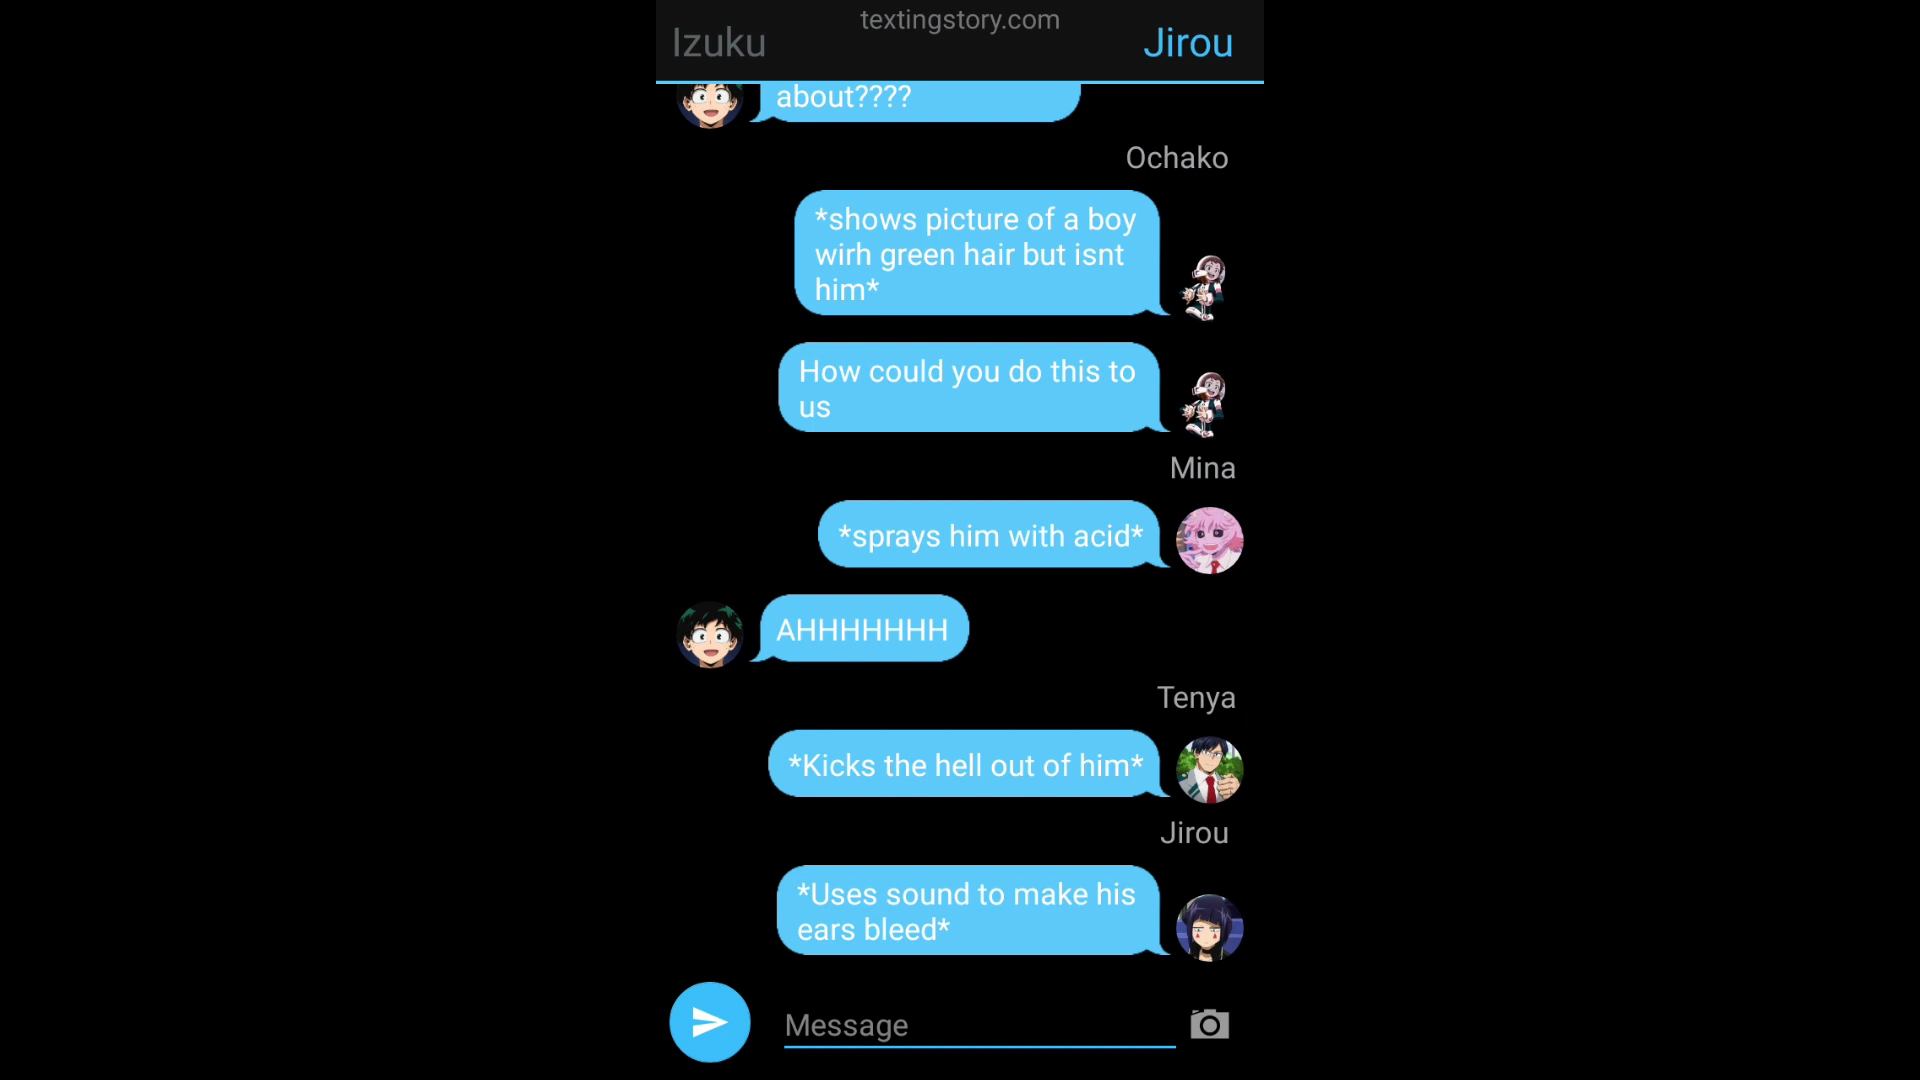 textingstory.com
Izuku
Jirou
about????
Ochako
*shows picture of a boy
wirh green hair but isnt
him*
How could you do this to
us
Mina
*sprays him with acid*
AHHHHHHH
Tenya
*Kicks the hell out of him*
Jirou
*Uses sound to make his
ears bleed*
Message